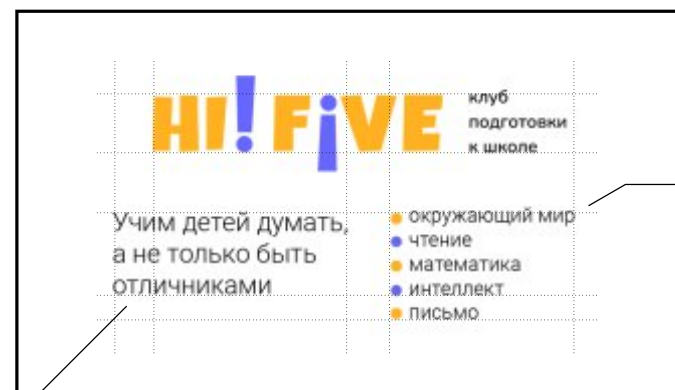 HI! FiVE
клуб
подготовки
к школе
Учим детей думать,
а не только быть
отличниками
окружающий мир
чтение
математика
интеллект
письмо